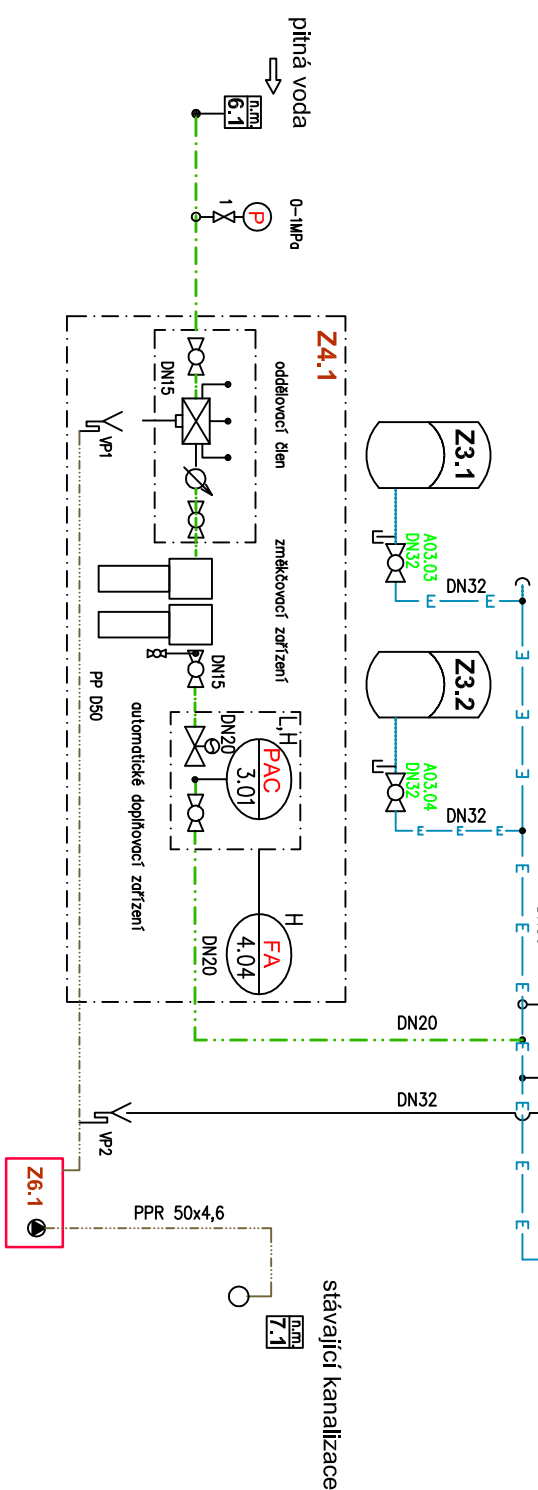 pitná voda
n.m.
6.1
0-1MPa
P
1
Z4.1
oddělovací člen
DN15
VP1
změkčovací zařízení
DN15
PP D50
automatické doplňovací zařízení
L,H
PAC
3.01
DN20
H
FA
4.04
DN20
Z3.1
A03.03
DN32
DN32
E
E
Z3.2
A03.04
DN32
DN32
E
E
E
E
E
E
E
E
E
E
E
E
E
DN20
DN32
VP2
Z6.1
PPR 50x4,6
n.m.
7.1
stávající kanalizace